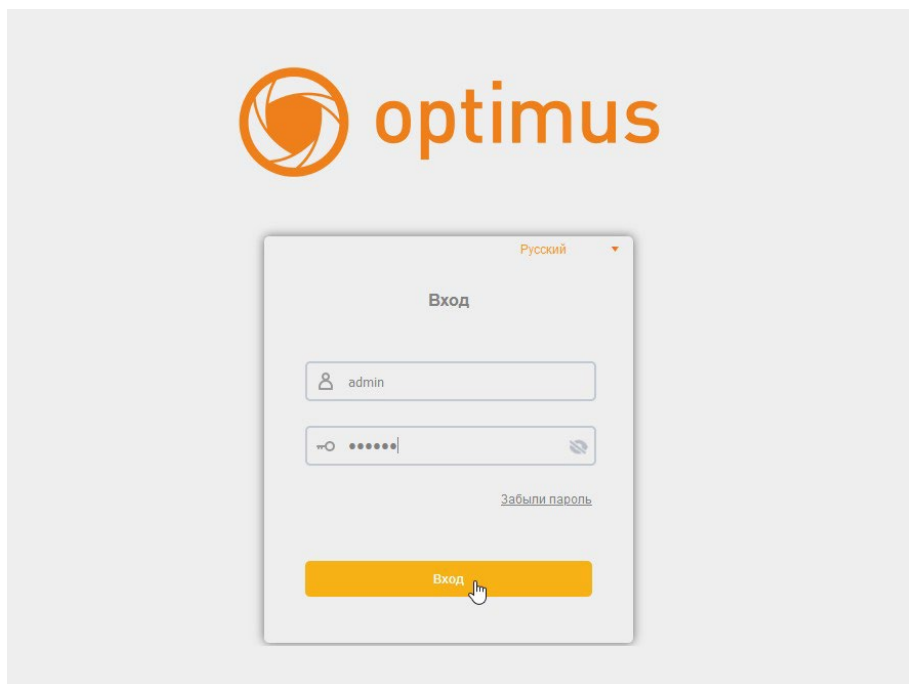 optimus
Русский
Вход
admin
••••••
Забыли пароль
Вход